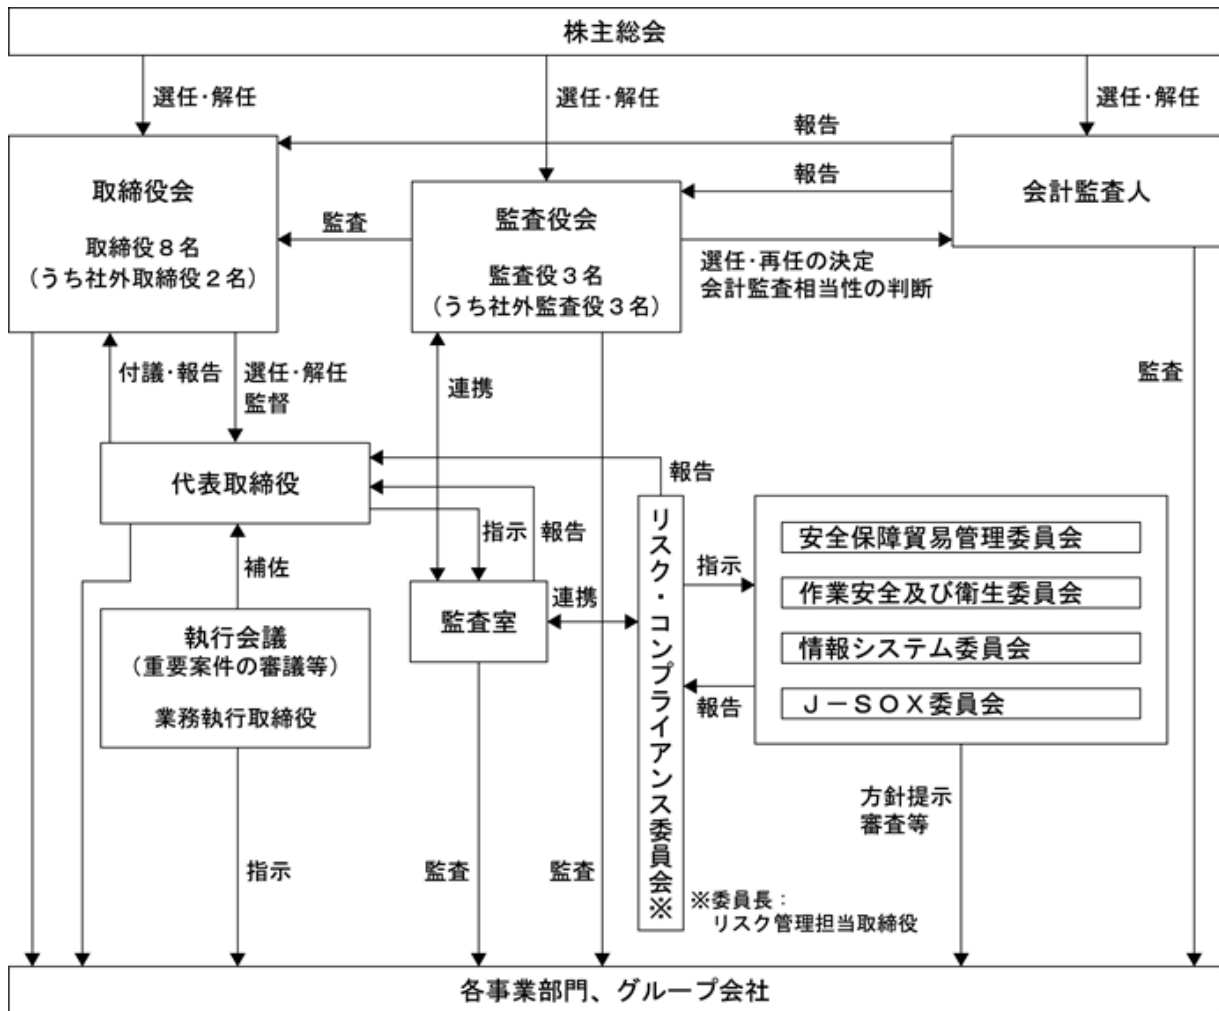 株主総会
選任・解任
選任・解任
選任・解任
報告
取締役会
取締役８名
（うち社外取締役２名）
監査
監査役会
監査役３名
（うち社外監査役３名）
報告
会計監査人
選任・再任の決定
会計監査相当性の判断
付議・報告
選任・解任
監督
連携
監査
代表取締役
報告
指示
報告
補佐
執行会議
（重要案件の審議等）
業務執行取締役
監査室
連携
リスク・コンプライアンス委員会※
指示
報告
安全保障貿易管理委員会
作業安全及び衛生委員会
情報システム委員会
Ｊ－ＳＯＸ委員会
方針提示
審査等
指示
監査
監査
※委員長：
リスク管理担当取締役
各事業部門、グループ会社